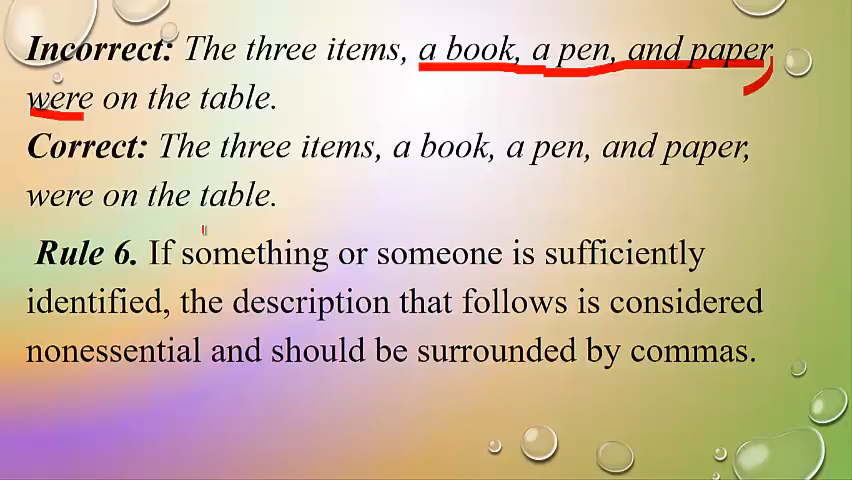 Incorrect: The three items, a book, a pen, and paper
were on the table.
Correct: The three items, a book, a pen, and paper,
were on the table.
Rule 6. If something or someone is sufficiently
identified, the description that follows is considered
nonessential and should be surrounded by commas.